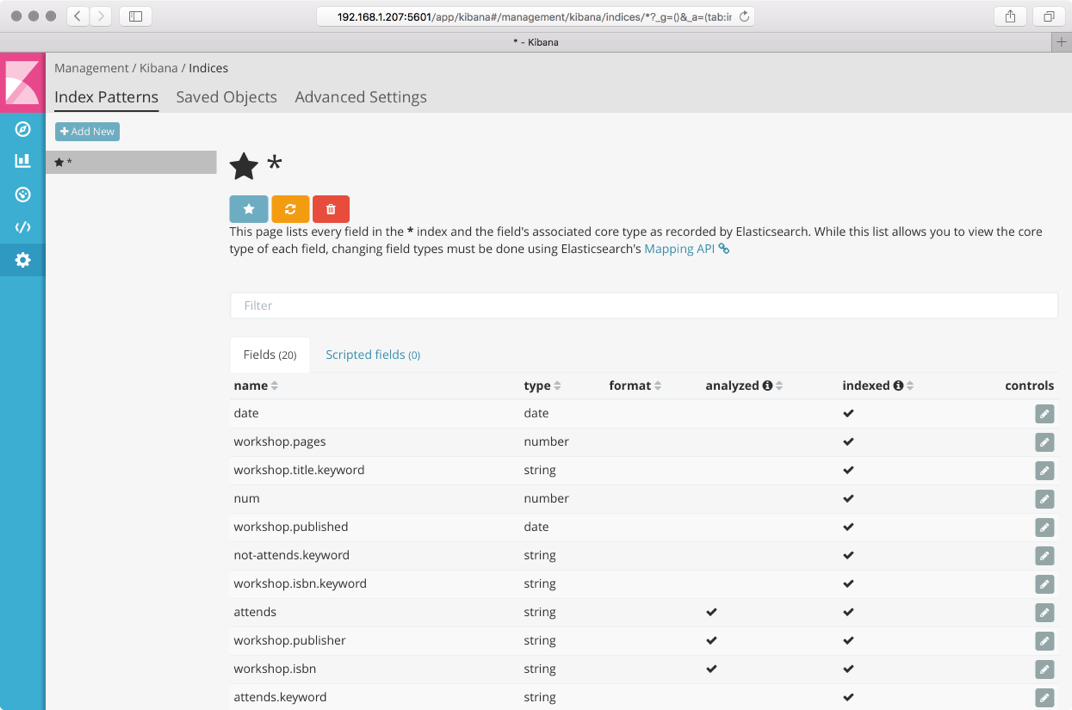 192.168.1.207:5601/app/kibana#/management/kibana/indices/*?_g=()&_a=(tab:ir
* - Kibana
Management / Kibana / Indices
Index Patterns Saved Objects Advanced Settings
Add New
*
*
This page lists every field in the * index and the field's associated core type as recorded by Elasticsearch. While this list allows you to view the core
type of each field, changing field types must be done using Elasticsearch's Mapping API
Filter
Fields (20) Scripted fields (0)
name type format analyzed indexed controls
date date
workshop.pages number
workshop.title.keyword string
num number
workshop.published date
not-attends.keyword string
workshop.isbn.keyword string
attends string
workshop.publisher string
workshop.isbn string
attends.keyword string